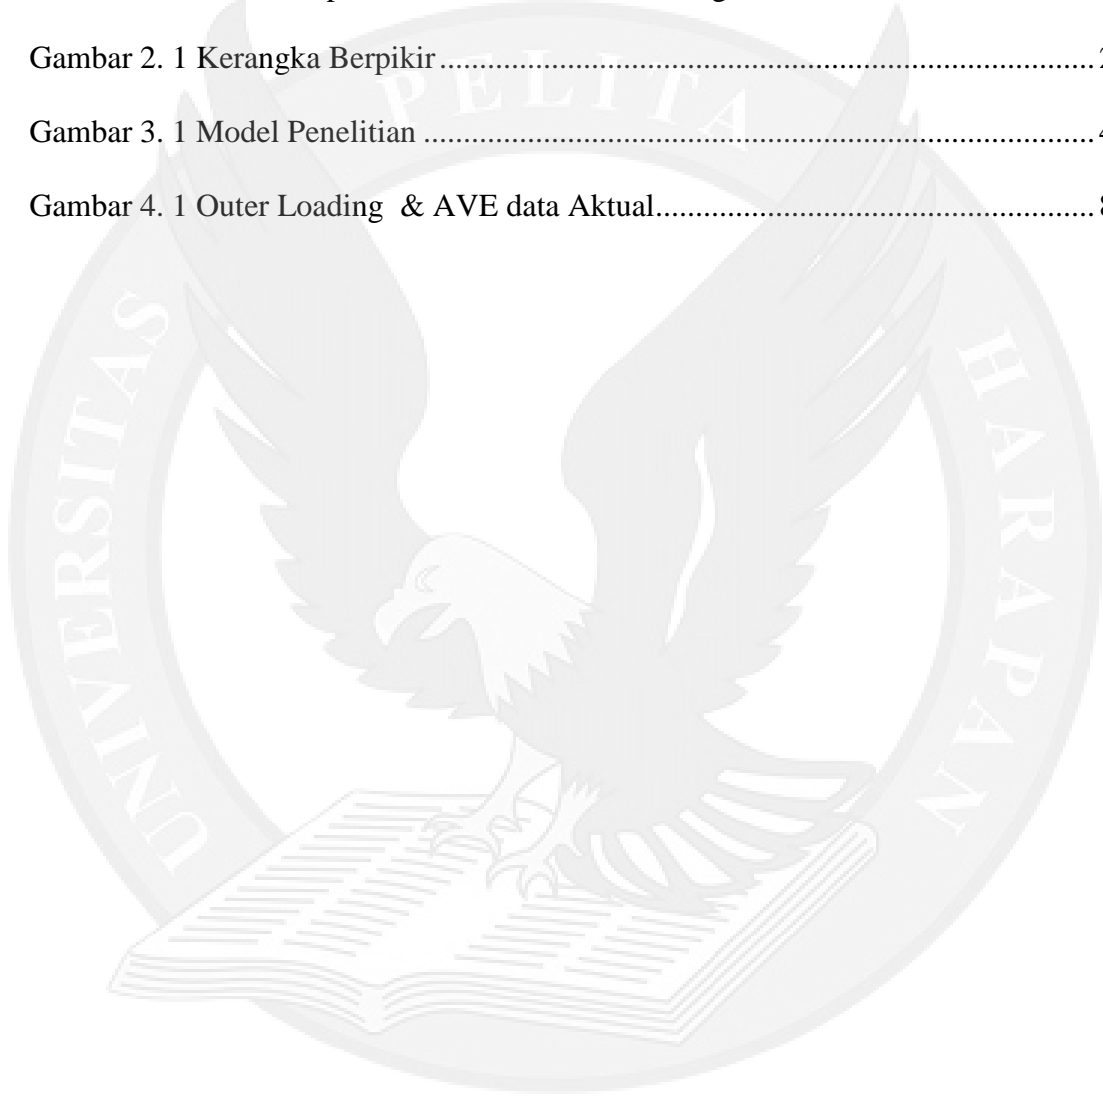 Gambar 2. 1 Kerangka Berpikir
Gambar 3. 1 Model Penelitian
Gambar 4. 1 Outer Loading & AVE data Aktual
UNIVERSITAS PELITA HARAPAN